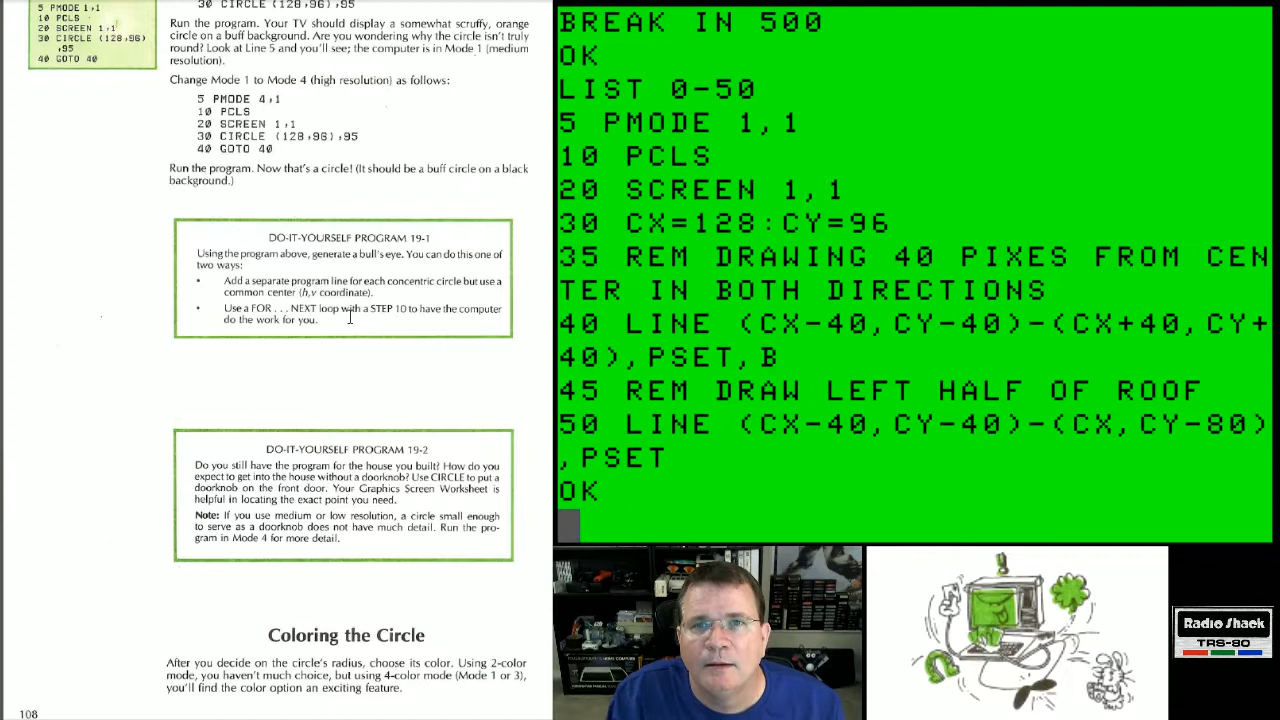 5 PMODE 1,1
10 PCLS
20 SCREEN 1,1
30 CIRCLE (128,96)
,95
40 GOTO 40
30 CIRCLE (128,96),95
Run the program. Your TV should display a somewhat scruffy, orange
circle on a buff background. Are you wondering why the circle isn't truly
round? Look at Line 5 and you'll see; the computer is in Mode 1 (medium
resolution).
Change Mode 1 to Mode 4 (high resolution) as follows:
5 PMODE 4,1
10 PCLS
20 SCREEN 1,1
30 CIRCLE (128,96),95
40 GOTO 40
Run the program. Now that's a circle! (It should be a buff circle on a black
background.)
DO-IT-YOURSELF PROGRAM 19-1
Using the program above, generate a bull's eye. You can do this one of
two ways:
• Add a separate program line for each concentric circle but use a
common center (h,v coordinate).
• Use a FOR . . . NEXT loop with a STEP 10 to have the computer
do the work for you.
DO-IT-YOURSELF PROGRAM 19-2
Do you still have the program for the house you built? How do you
expect to get into the house without a doorknob? Use CIRCLE to put a
doorknob on the front door. Your Graphics Screen Worksheet is
helpful in locating the exact point you need.
Note: If you use medium or low resolution, a circle small enough
to serve as a doorknob does not have much detail. Run the pro-
gram in Mode 4 for more detail.
Coloring the Circle
After you decide on the circle's radius, choose its color. Using 2-color
mode, you haven't much choice, but using 4-color mode (Mode 1 or 3),
you'll find the color option an exciting feature.
108
BREAK IN 500
OK
LIST 0-50
5 PMODE 1,1
10 PCLS
20 SCREEN 1,1
30 CX=128:CY=96
35 REM DRAWING 40 PIXES FROM CEN
TER IN BOTH DIRECTIONS
40 LINE (CX-40,CY-40)-(CX+40,CY+
40),PSET,B
45 REM DRAW LEFT HALF OF ROOF
50 LINE (CX-40,CY-40)-(CX,CY-80)
,PSET
OK
Radio Shack
TRS-80